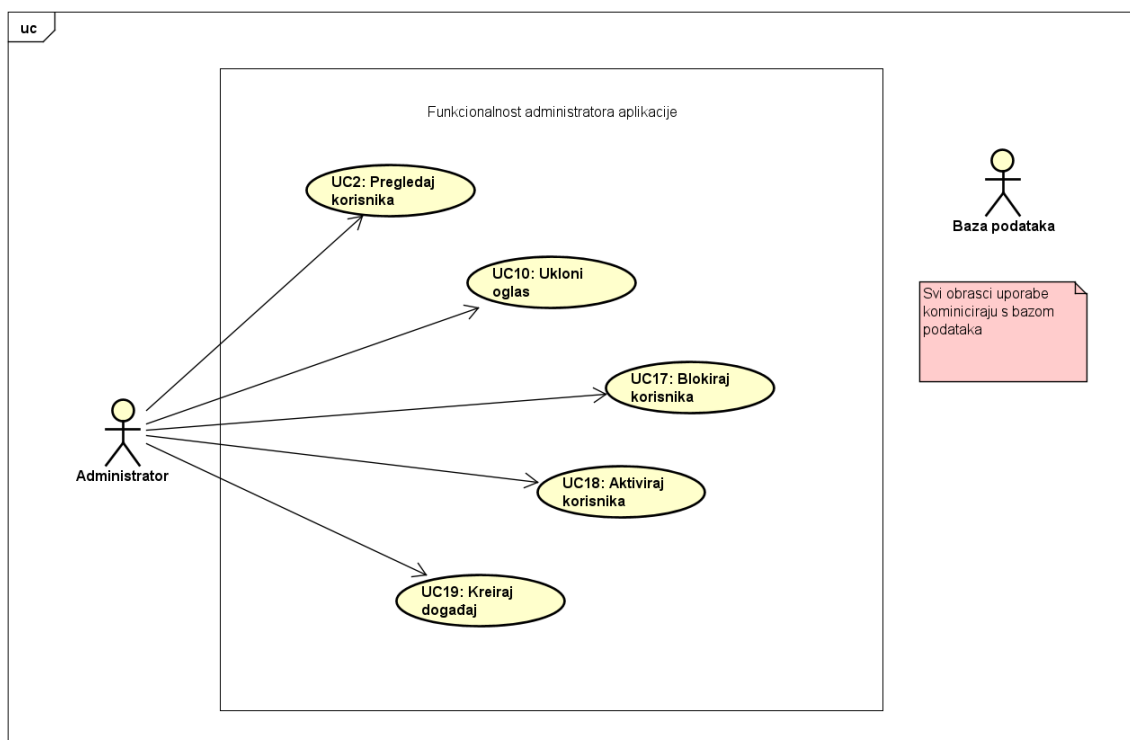 uc
Funkcionalnost administratora aplikacije
UC2: Pregledaj
korisnika
Baza podataka
UC10: Ukloni
oglas
Svi obrasci uporabe
kominiciraju s bazom
podataka
UC17: Blokiraj
korisnika
Administrator
UC18: Aktiviraj
korisnika
UC19: Kreiraj
događaj